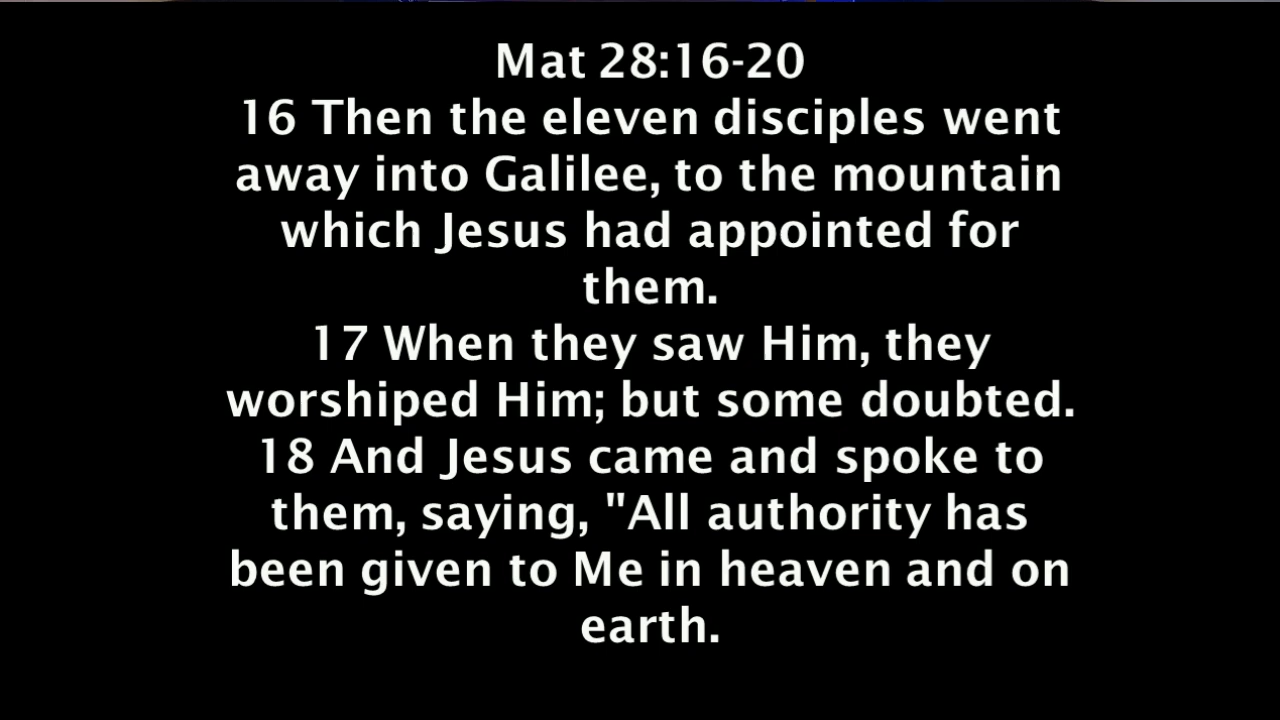 Mat 28:16-20
16 Then the eleven disciples went
away into Galilee, to the mountain
which Jesus had appointed for
them.
17 When they saw Him, they
worshiped Him; but some doubted.
18 And Jesus came and spoke to
them, saying, "All authority has
been given to Me in heaven and on
earth.